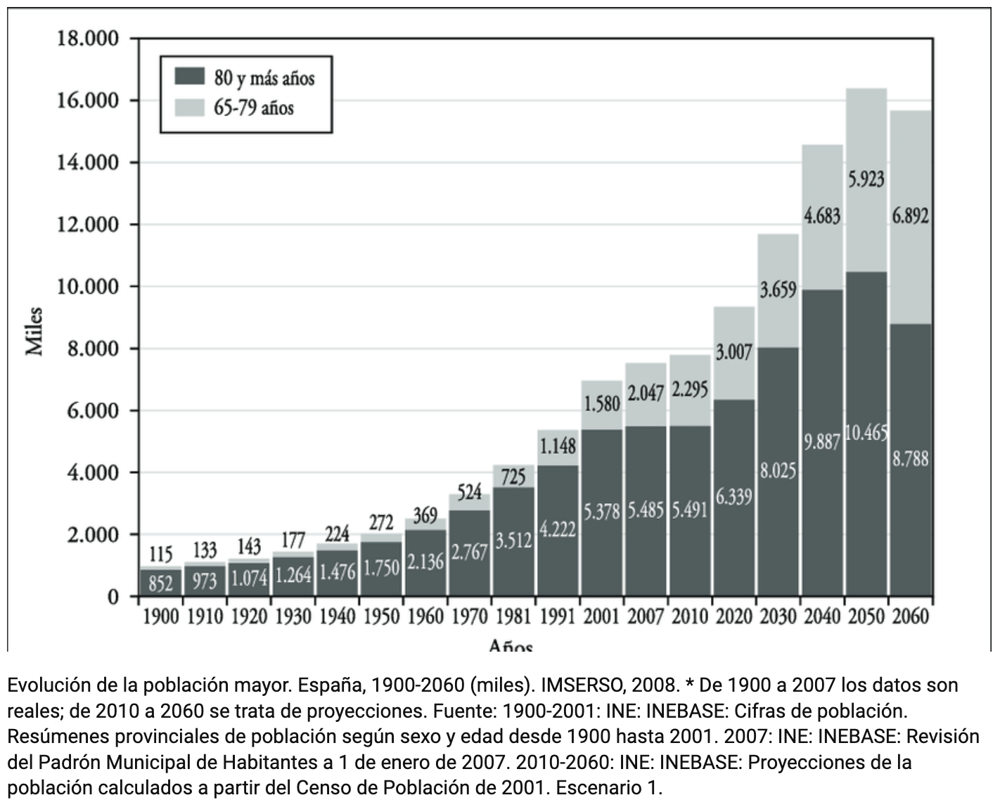 18.000
80 y más años
65-79 años
16.000
14.000
12.000
10.000
8.000
6.000
4.000
2.000
0
Miles
115 133 143 177 224 272 369 524 725 1.148 1.580 2.047 2.295 3.007 3.659 4.683 5.923 6.892
852 973 1.074 1.264 1.476 1.750 2.136 2.767 3.512 4.222 5.378 5.485 5.491 6.339 8.025 9.887 10.465 8.788
1900 1910 1920 1930 1940 1950 1960 1970 1981 1991 2001 2007 2010 2020 2030 2040 2050 2060
Años
Evolución de la población mayor. España, 1900-2060 (miles). IMSERSO, 2008. * De 1900 a 2007 los datos son
reales; de 2010 a 2060 se trata de proyecciones. Fuente: 1900-2001: INE: INEBASE: Cifras de población.
Resúmenes provinciales de población según sexo y edad desde 1900 hasta 2001. 2007: INE: INEBASE: Revisión
del Padrón Municipal de Habitantes a 1 de enero de 2007. 2010-2060: INE: INEBASE: Proyecciones de la
población calculados a partir del Censo de Población de 2001. Escenario 1.